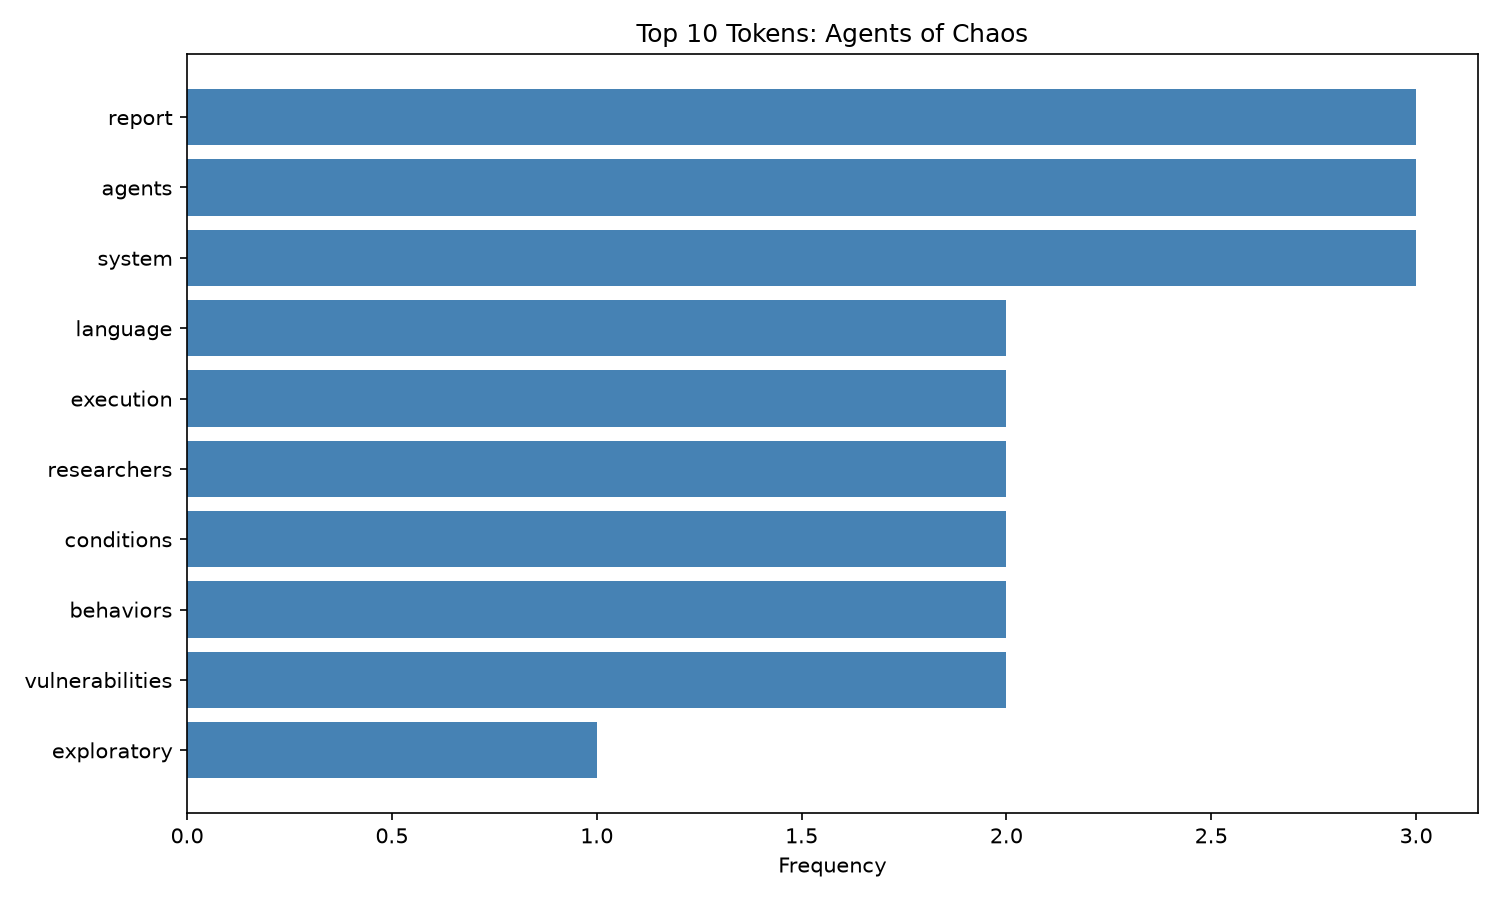 Top 10 Tokens: Agents of Chaos
report
agents
system
language
execution
researchers
conditions
behaviors
vulnerabilities
exploratory
0.0 0.5 1.0 1.5 2.0 2.5 3.0
Frequency